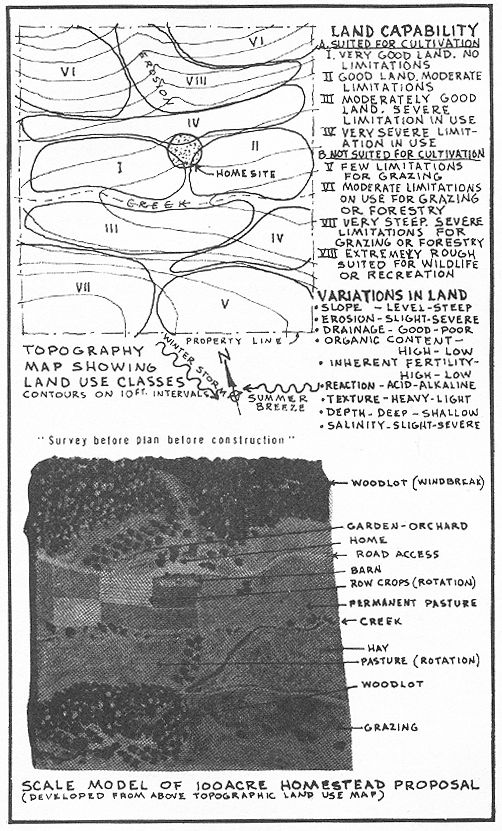 LAND CAPABILITY
A. SUITED FOR CULTIVATION
I. VERY GOOD LAND. NO
LIMITATIONS
II GOOD LAND. MODERATE
LIMITATIONS
III MODERATELY GOOD
LAND. SEVERE
LIMITATION IN USE
IV VERY SEVERE LIMIT-
ATION IN USE
B. NOT SUITED FOR CULTIVATION
V FEW LIMITATIONS
FOR GRAZING
VI MODERATE LIMITATIONS
ON USE FOR GRAZING
OR FORESTRY
VII VERY STEEP. SEVERE
LIMITATIONS FOR
GRAZING OR FORESTRY
VIII EXTREMELY ROUGH
SUITED FOR WILDLIFE
OR RECREATION
VARIATIONS IN LAND
• SLOPE - LEVEL-STEEP
• EROSION-SLIGHT-SEVERE
• DRAINAGE-GOOD-POOR
• ORGANIC CONTENT-
HIGH-LOW
• INHERENT FERTILITY-
HIGH-LOW
• REACTION-ACID-ALKALINE
• TEXTURE-HEAVY-LIGHT
• DEPTH-DEEP-SHALLOW
• SALINITY-SLIGHT-SEVERE
VI
EROSION
VI
VIII
IV
I
II
HOMESITE
CREEK
III
IV
VII
V
PROPERTY LINE
TOPOGRAPHY
MAP SHOWING
LAND USE CLASSES
CONTOURS ON 10FT. INTERVALS
WINTER STORM
N
SUMMER
BREEZE
"Survey before plan before construction"
WOODLOT (WINDBREAK)
GARDEN-ORCHARD
HOME
ROAD ACCESS
BARN
ROW CROPS (ROTATION)
PERMANENT PASTURE
CREEK
HAY
PASTURE (ROTATION)
WOODLOT
GRAZING
SCALE MODEL OF 100 ACRE HOMESTEAD PROPOSAL
(DEVELOPED FROM ABOVE TOPOGRAPHIC LAND USE MAP)